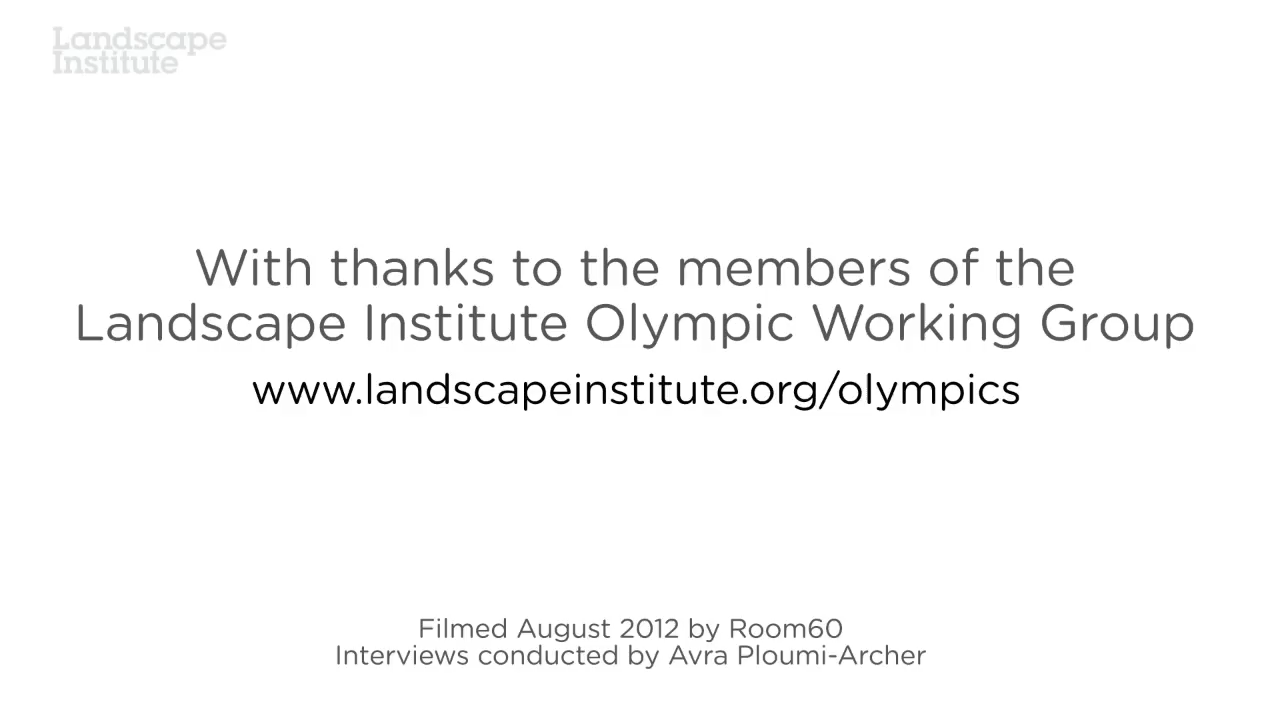 Landscape
Institute
With thanks to the members of the
Landscape Institute Olympic Working Group
www.landscapeinstitute.org/olympics
Filmed August 2012 by Room60
Interviews conducted by Avra Ploumi-Archer